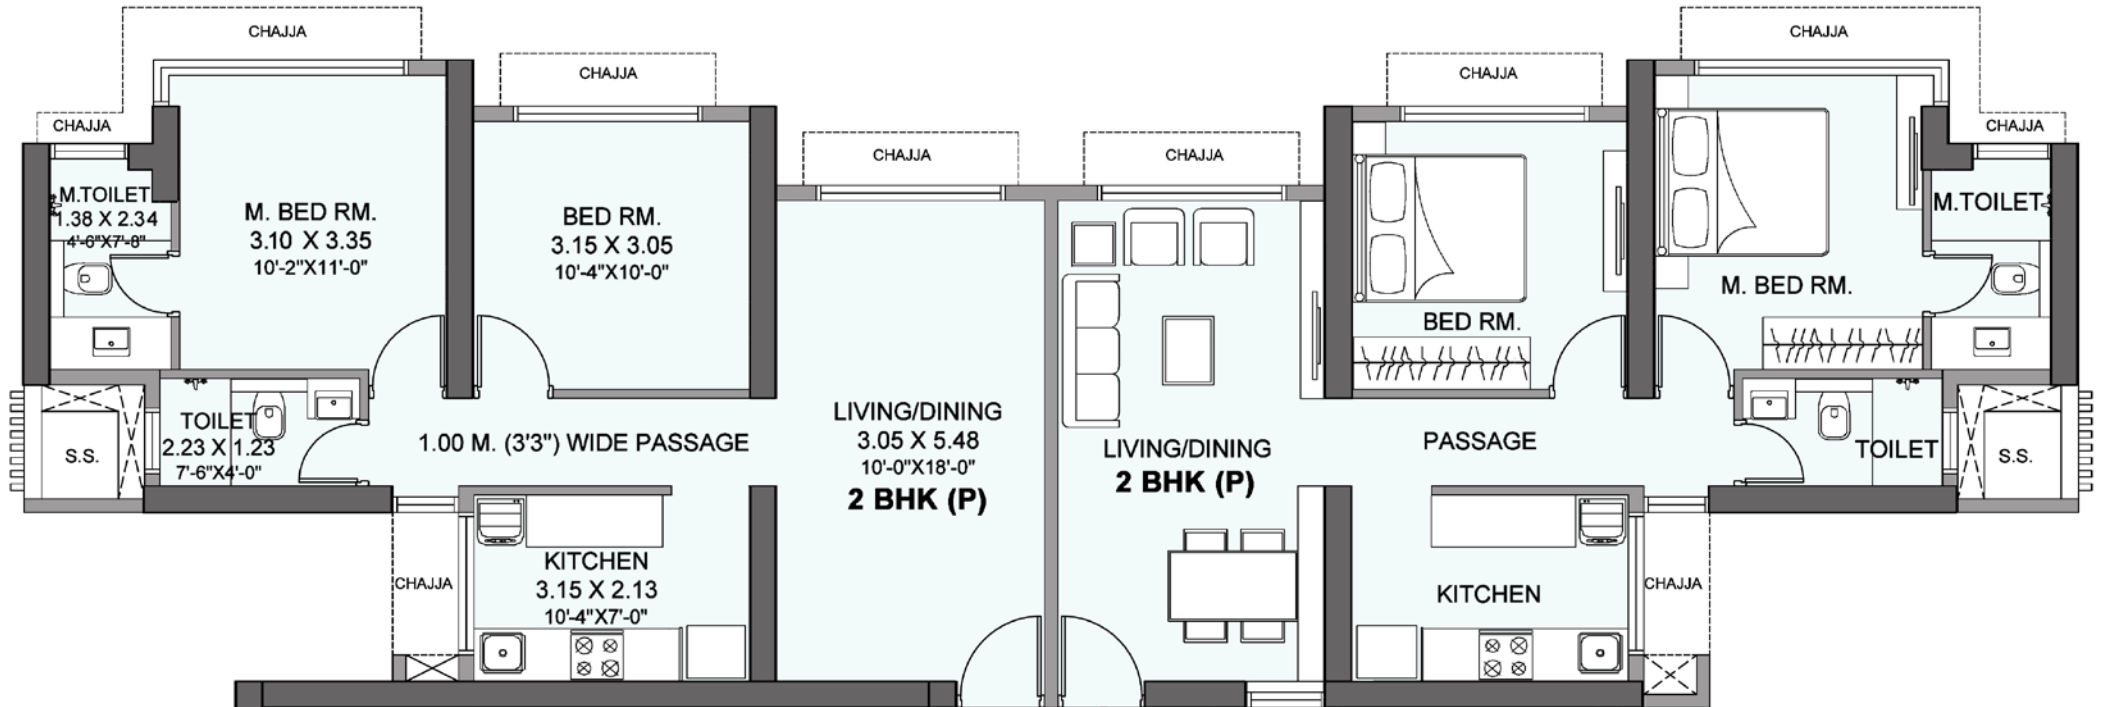 CHAJJA
CHAJJA
CHAJJA
CHAJJA
CHAJJA
CHAJJA
CHAJJA
CHAJJA
M.TOILET
1.38 X 2.34
4'-6"X7'-8"
M. BED RM.
3.10 X 3.35
10'-2"X11'-0"
BED RM.
3.15 X 3.05
10'-4"X10'-0"
M.TOILET
M. BED RM.
BED RM.
TOILET
2.23 X 1.23
7'-6"X4'-0"
S.S.
1.00 M. (3'3") WIDE PASSAGE
LIVING/DINING
3.05 X 5.48
10'-0"X18'-0"
2 BHK (P)
LIVING/DINING
2 BHK (P)
PASSAGE
TOILET
S.S.
CHAJJA
KITCHEN
3.15 X 2.13
10'-4"X7'-0"
KITCHEN
CHAJJA